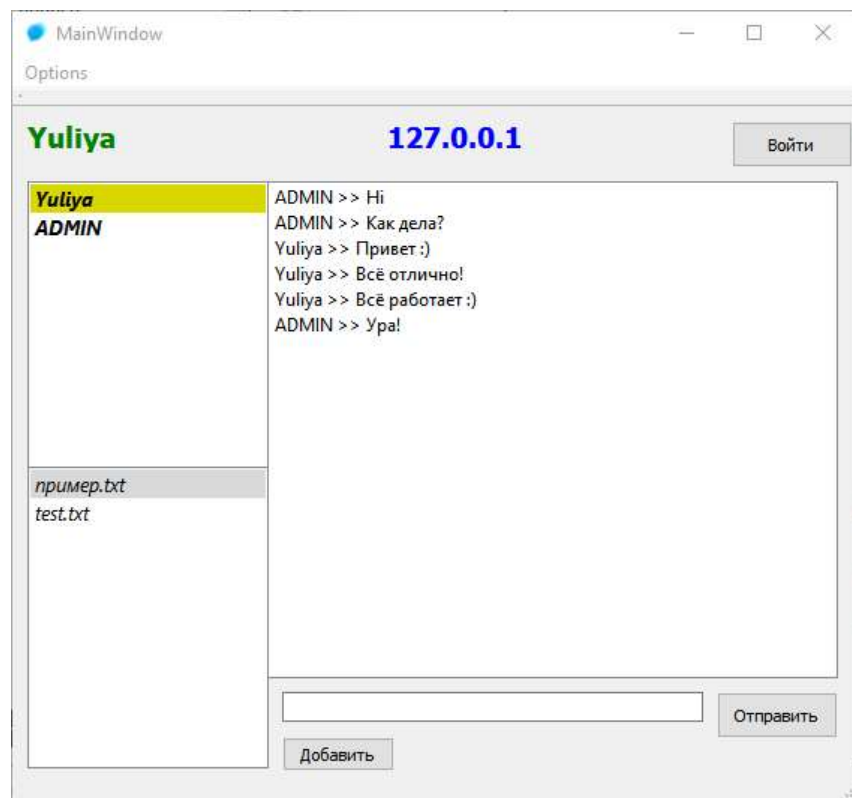 MainWindow
Options
Yuliya
127.0.0.1
Войти
Yuliya
ADMIN
ADMIN >> Hi
ADMIN >> Как дела?
Yuliya >> Привет :)
Yuliya >> Всё отлично!
Yuliya >> Всё работает :)
ADMIN >> Ура!
пример.txt
test.txt
Отправить
Добавить